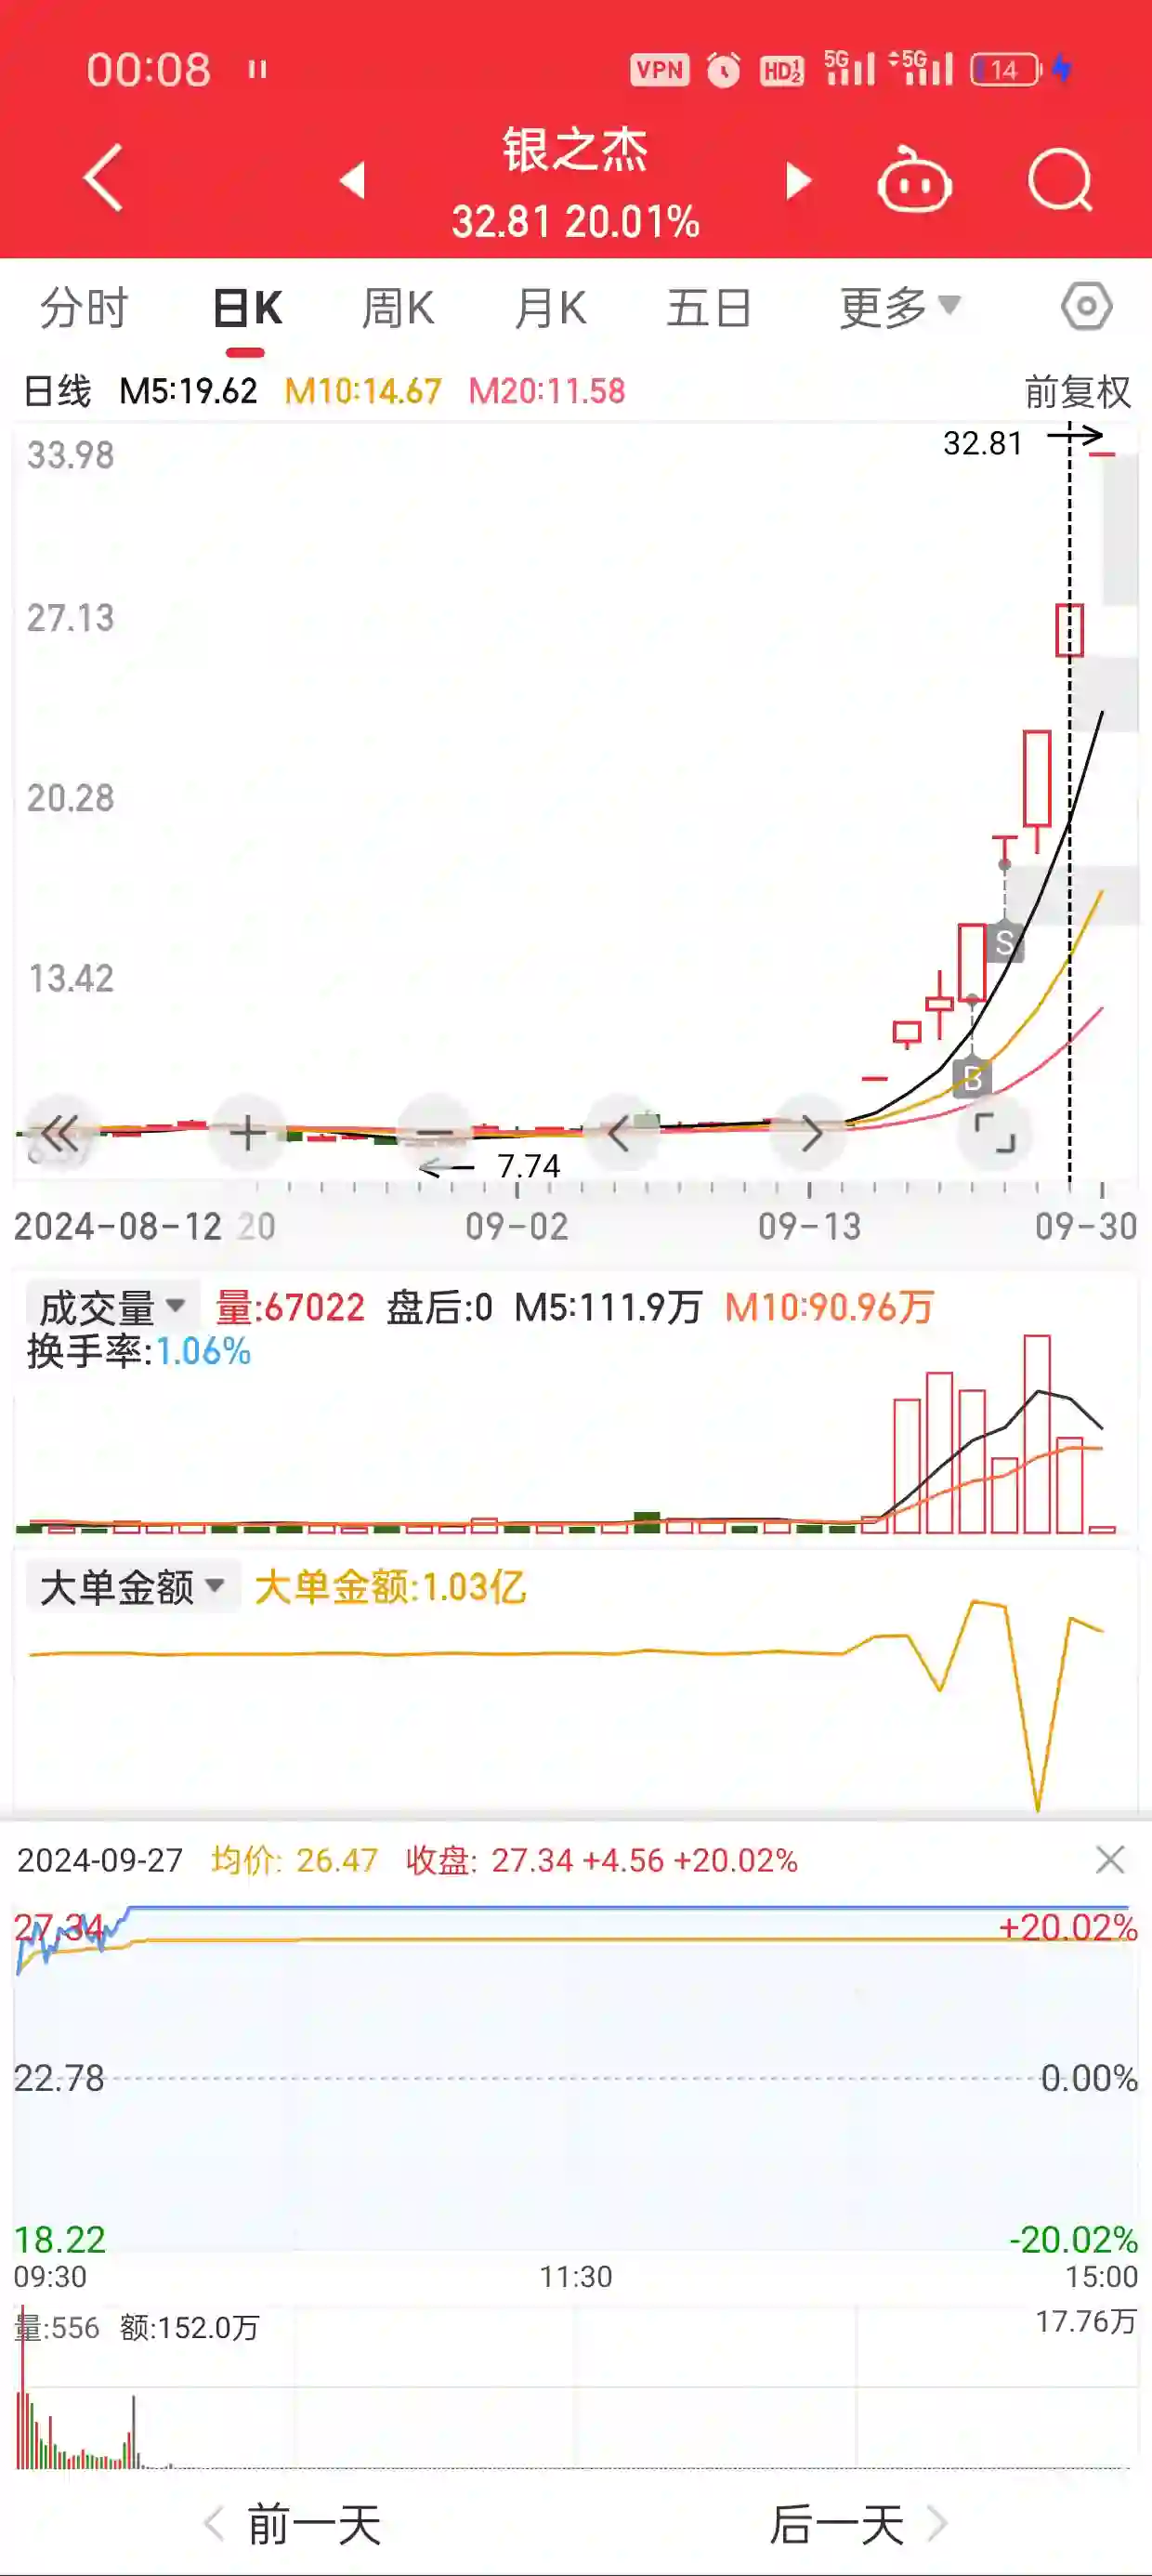 00:08 VPN HD 1 2 5G 5G 14
银之杰
32.81 20.01%
分时 日K 周K 月K 五日 更多
日线 M5:19.62 M10:14.67 M20:11.58 前复权
33.98
32.81
27.13
20.28
13.42
S
B
7.74
2024-08-12 20 09-02 09-13 09-30
成交量 量:67022 盘后:0 M5:111.9万 M10:90.96万
换手率:1.06%
大单金额 大单金额:1.03亿
2024-09-27 均价: 26.47 收盘: 27.34 +4.56 +20.02%
27.34 +20.02%
22.78 0.00%
18.22 -20.02%
09:30 11:30 15:00
量:556 额:152.0万 17.76万
前一天 后一天